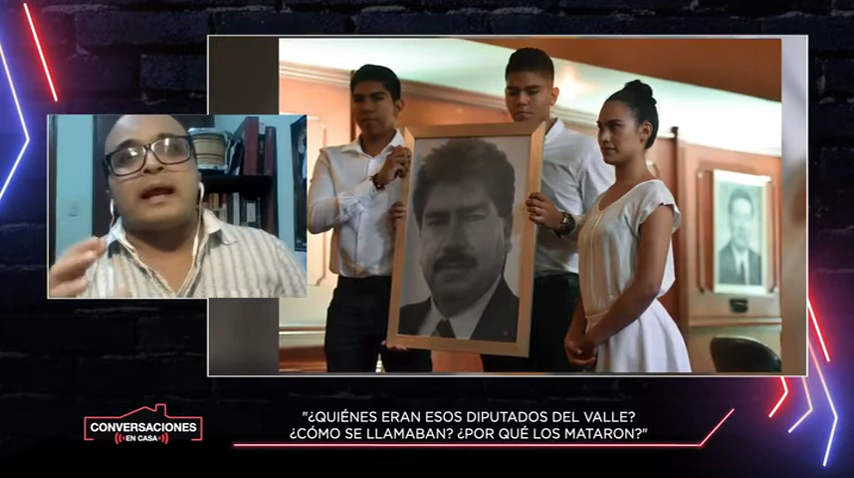 CONVERSACIONES
EN CASA
"¿QUIÉNES ERAN ESOS DIPUTADOS DEL VALLE?
¿CÓMO SE LLAMABAN? ¿POR QUÉ LOS MATARON?"